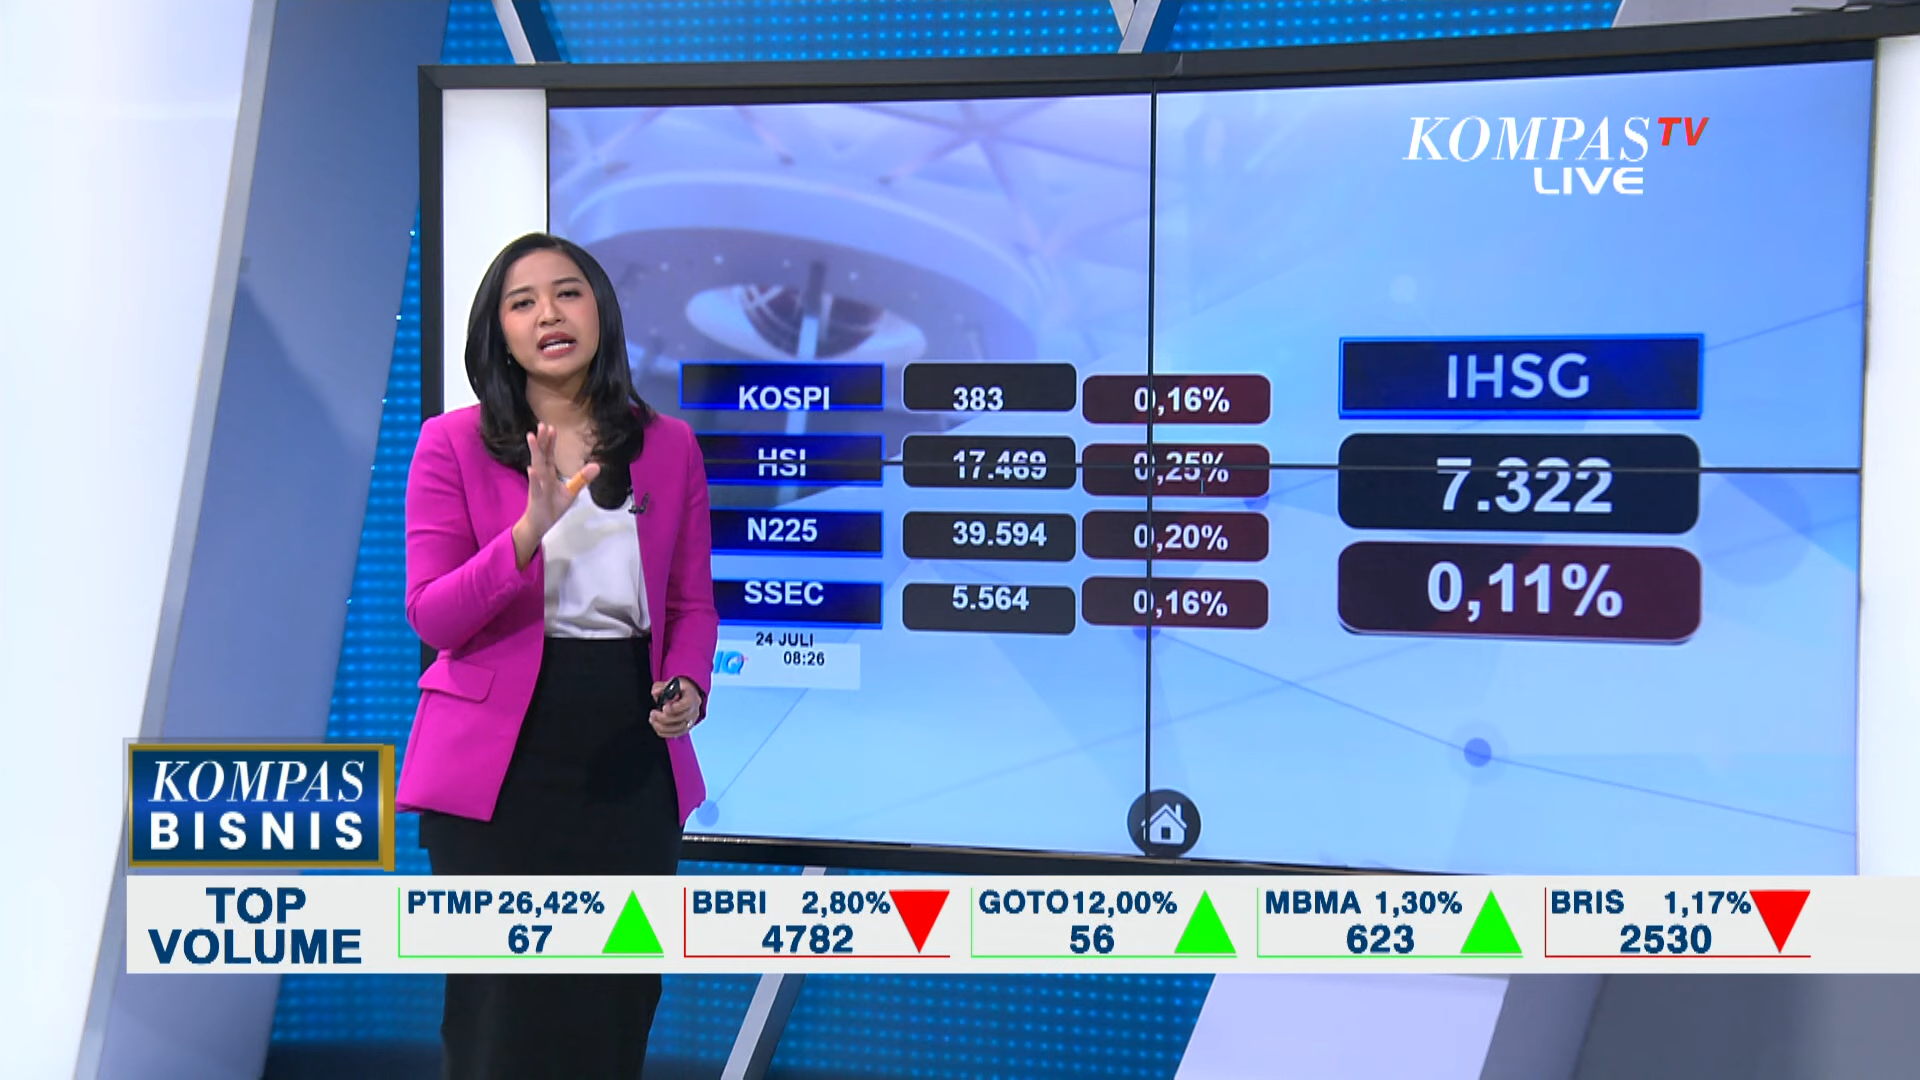 KOMPAS TV
LIVE
KOSPI 383 0,16%
HSI 17.469 0,25%
N225 39.594 0,20%
SSEC 5.564 0,16%
24 JULI
08:26
IHSG
7.322
0,11%
KOMPAS
BISNIS
TOP
VOLUME
PTMP 26,42%
67
BBRI 2,80%
4782
GOTO 12,00%
56
MBMA 1,30%
623
BRIS 1,17%
2530